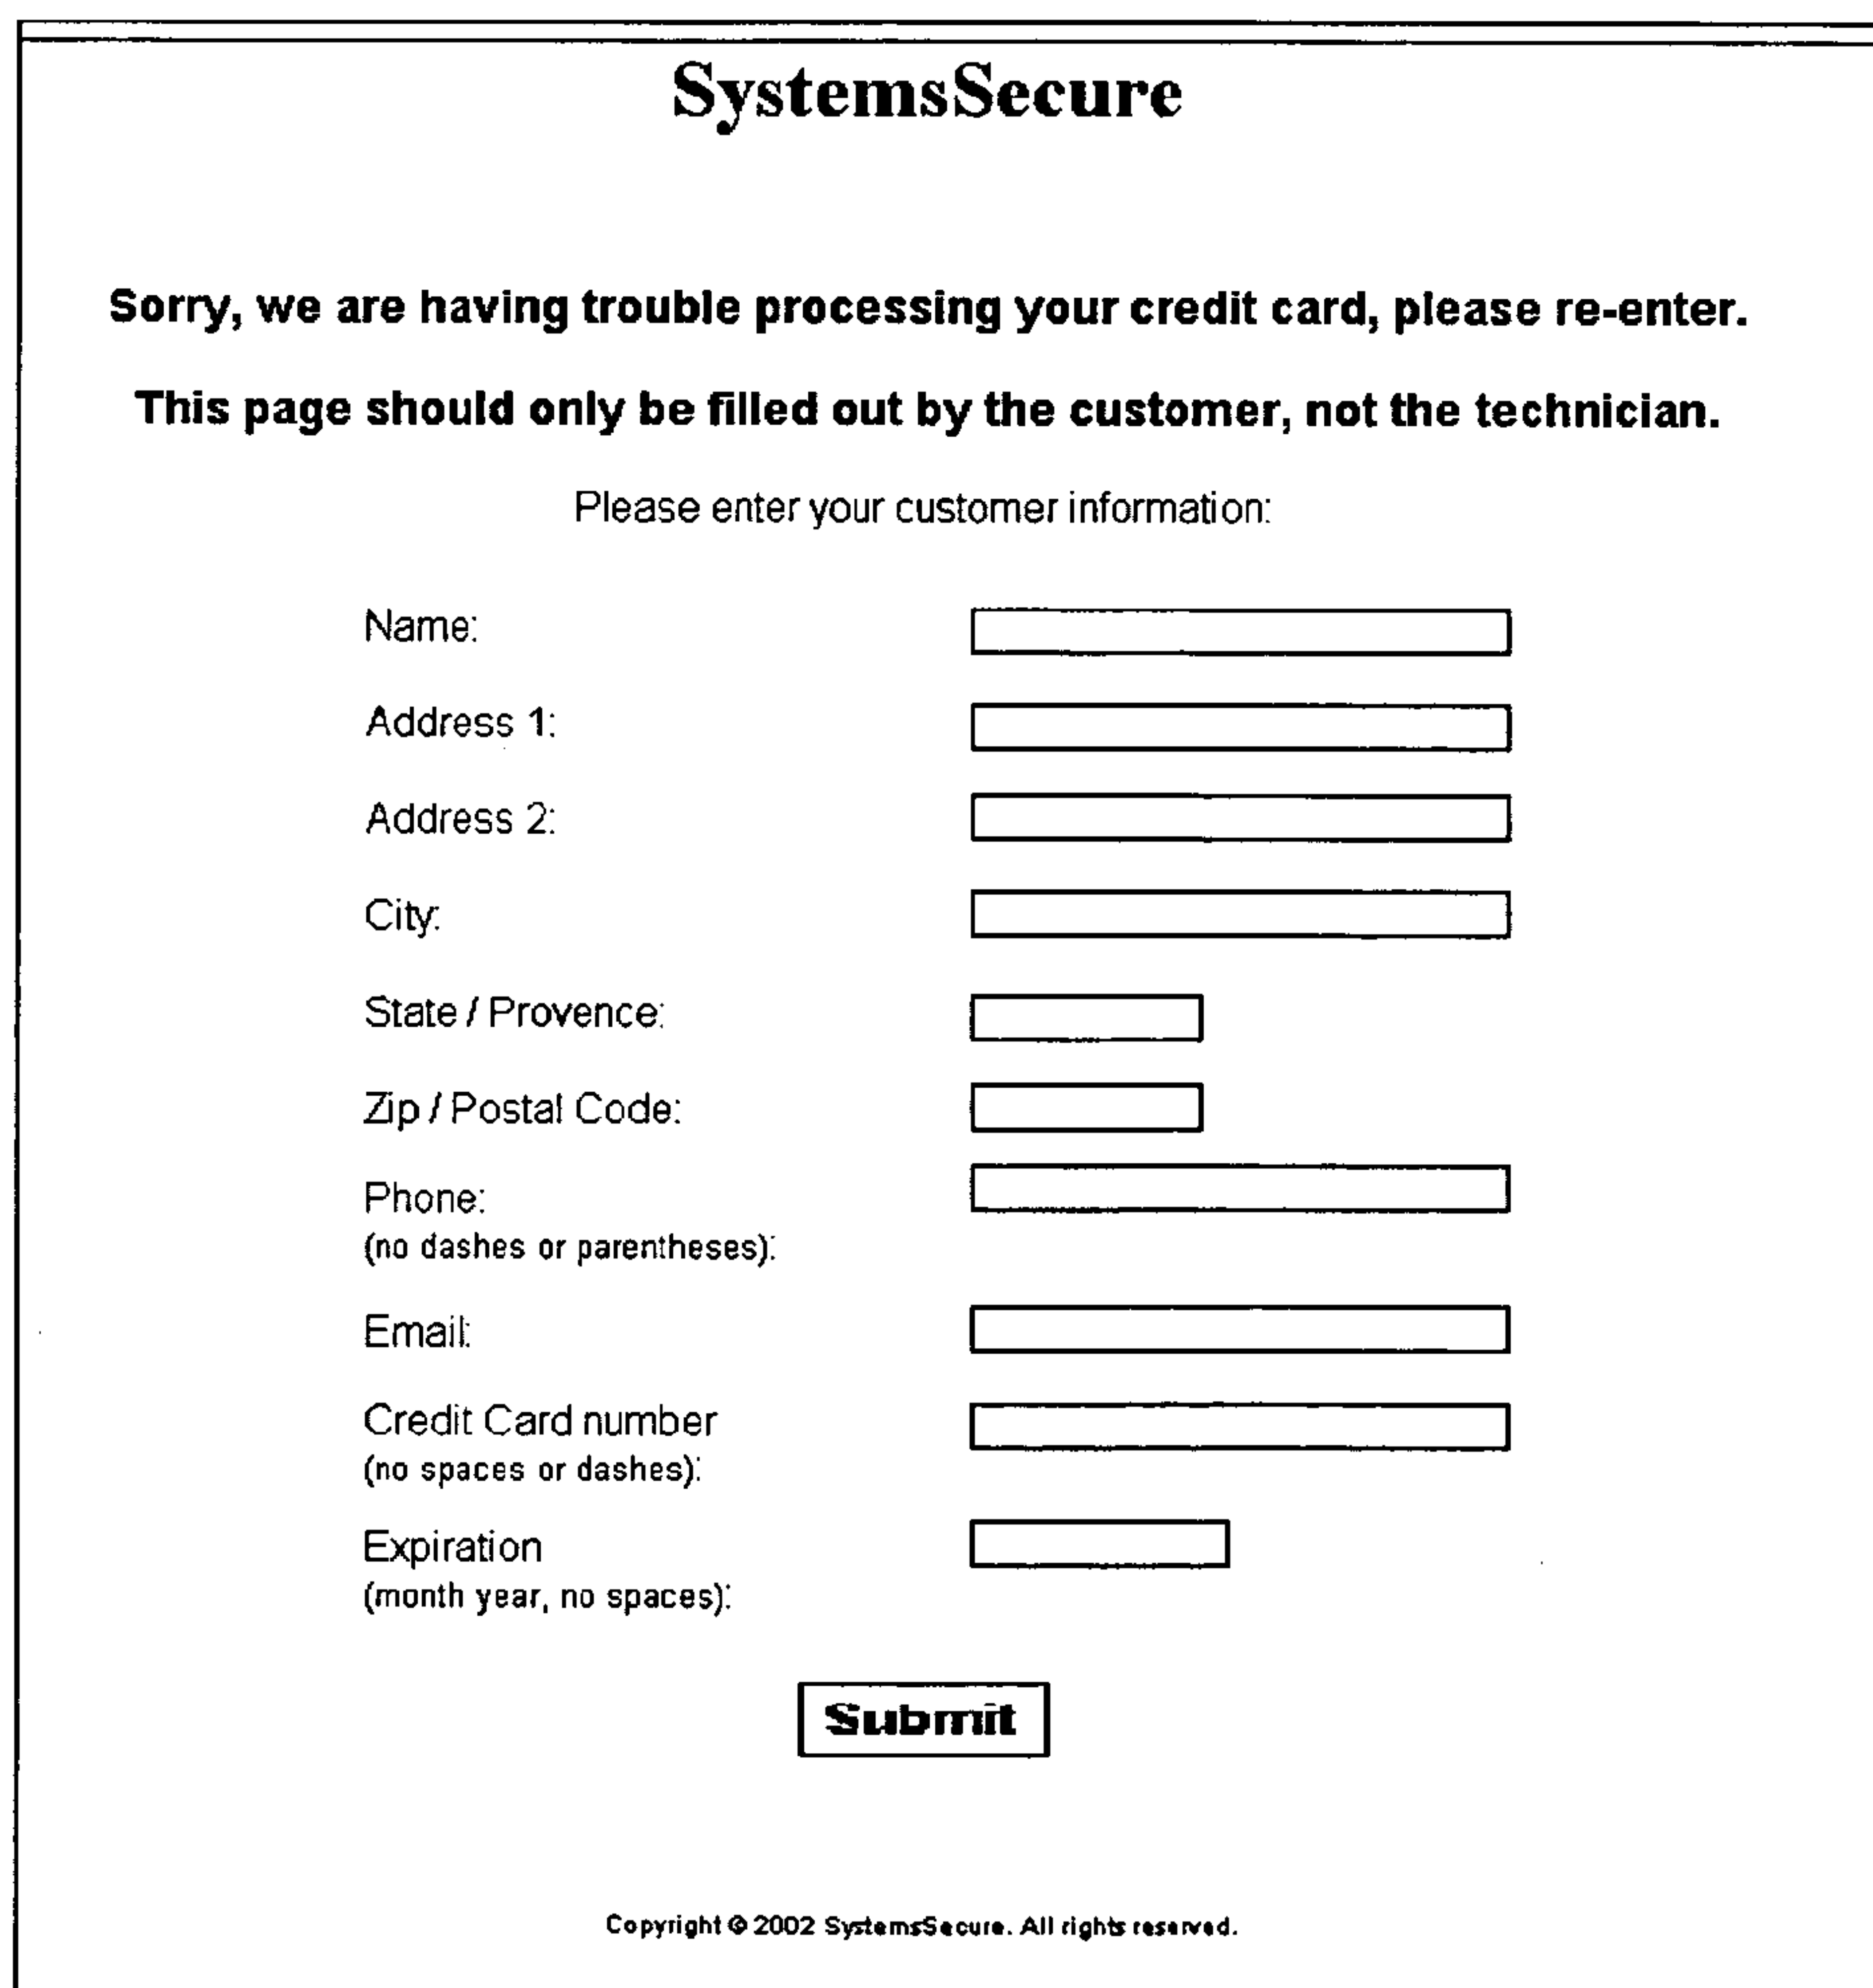 SystemsSecure
Sorry, we are having trouble processing your credit card, please re-enter.
This page should only be filled out by the customer, not the technician.
Please enter your customer information:
Name:
Address 1:
Address 2:
City:
State / Provence:
Zip / Postal Code:
Phone:
(no dashes or parentheses):
Email:
Credit Card number
(no spaces or dashes):
Expiration
(month year, no spaces):
Submit
Copyright © 2002 SystemsSecure. All rights reserved.